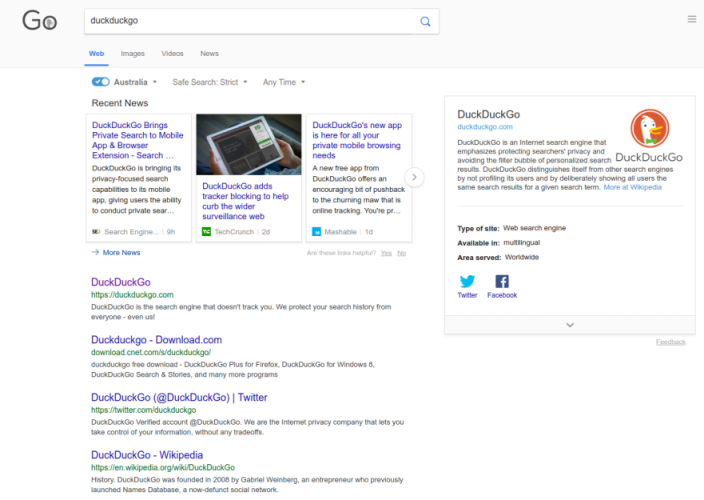 Go
duckduckgo
Web Images Videos News
Australia Safe Search: Strict Any Time
Recent News
DuckDuckGo Brings
Private Search to Mobile
App & Browser
Extension - Search ...
DuckDuckGo is bringing its
privacy-focused search
capabilities to its mobile
app, giving users the ability
to conduct private sear...
Search Engine... | 9h
DuckDuckGo adds
tracker blocking to help
curb the wider
surveillance web
TechCrunch | 2d
DuckDuckGo's new app
is here for all your
private mobile browsing
needs
A new free app from
DuckDuckGo offers an
encouraging bit of pushback
to the churning maw that is
online tracking. You're pr...
Mashable | 1d
→ More News
Are these links helpful? Yes No
DuckDuckGo
https://duckduckgo.com
DuckDuckGo is the search engine that doesn't track you. We protect your search history from
everyone - even us!
Duckduckgo - Download.com
download.cnet.com/s/duckduckgo/
duckduckgo free download - DuckDuckGo Plus for Firefox, DuckDuckGo for Windows 8,
DuckDuckGo Search & Stories, and many more programs
DuckDuckGo (@DuckDuckGo) | Twitter
https://twitter.com/duckduckgo
DuckDuckGo Verified account @DuckDuckGo. We are the Internet privacy company that lets you
take control of your information, without any tradeoffs.
DuckDuckGo - Wikipedia
https://en.wikipedia.org/wiki/DuckDuckGo
History. DuckDuckGo was founded in 2008 by Gabriel Weinberg, an entrepreneur who previously
launched Names Database, a now-defunct social network.
DuckDuckGo
duckduckgo.com
DuckDuckGo
DuckDuckGo is an Internet search engine that
emphasizes protecting searchers' privacy and
avoiding the filter bubble of personalized search
results. DuckDuckGo distinguishes itself from other search engines
by not profiling its users and by deliberately showing all users the
same search results for a given search term. More at Wikipedia
Type of site: Web search engine
Available in: multilingual
Area served: Worldwide
Twitter Facebook
Feedback